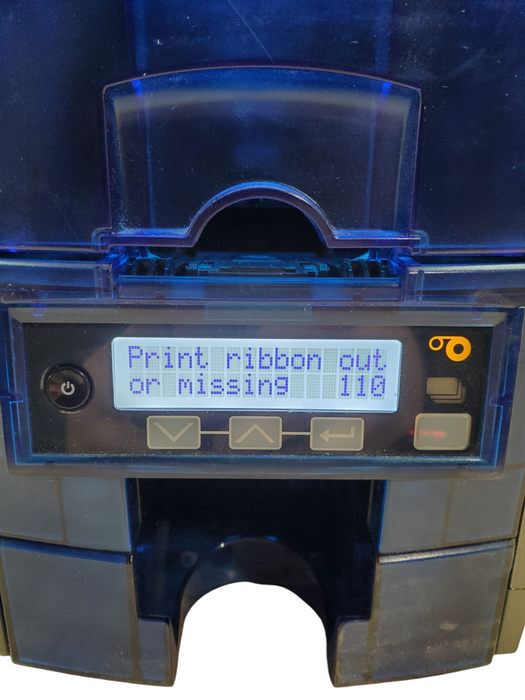 Print ribbon out
or missing 110